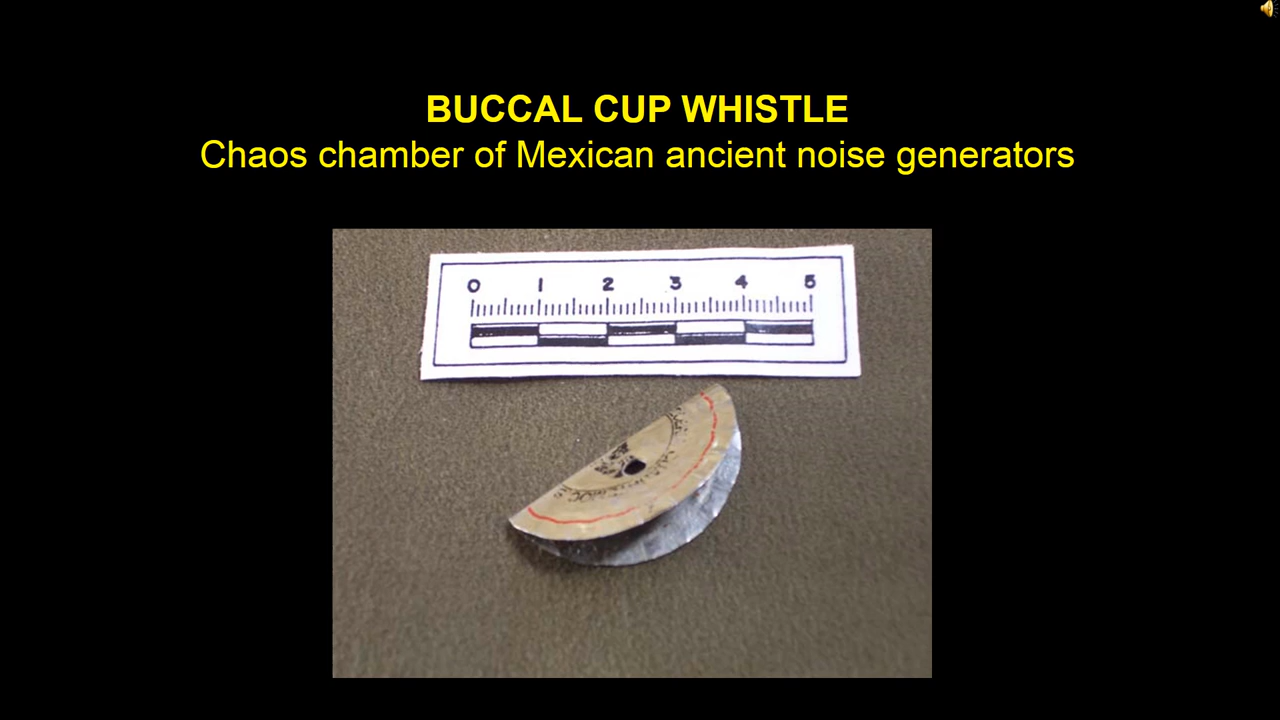 BUCCAL CUP WHISTLE
Chaos chamber of Mexican ancient noise generators
0 1 2 3 4 5